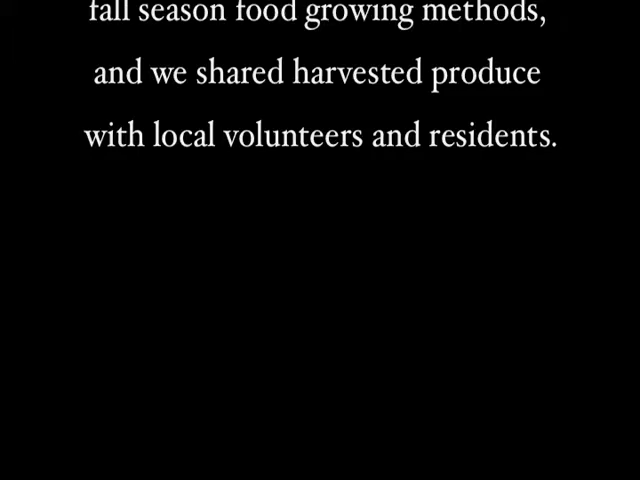 fall season food growing methods,
and we shared harvested produce
with local volunteers and residents.